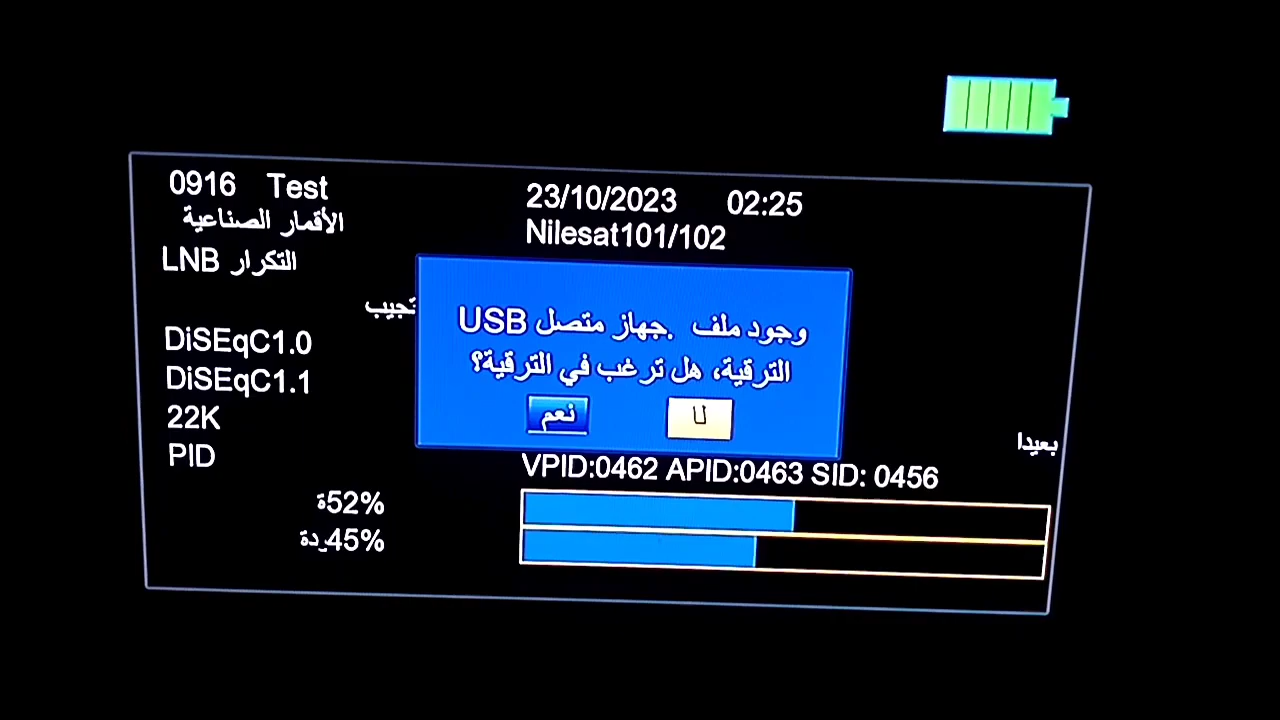 0916 Test
23/10/2023 02:25
الأقمار الصناعية
Nilesat101/102
التكرار LNB
تجيب
وجود ملف .جهاز متصل USB
الترقية، هل ترغب في الترقية؟
نعم
لا
DiSEqC1.0
DiSEqC1.1
22K
بعيدا
PID
VPID:0462 APID:0463 SID: 0456
52%ة
45%ردة